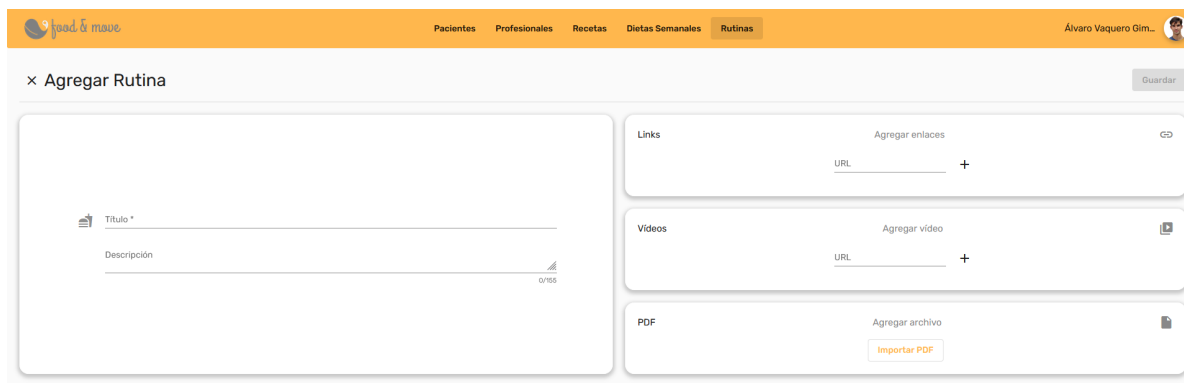 food & move
Pacientes Profesionales Recetas Dietas Semanales Rutinas
Álvaro Vaquero Gim...
× Agregar Rutina
Guardar
Título *
Descripción
0/155
Links
Agregar enlaces
URL
+
Vídeos
Agregar vídeo
URL
+
PDF
Agregar archivo
Importar PDF